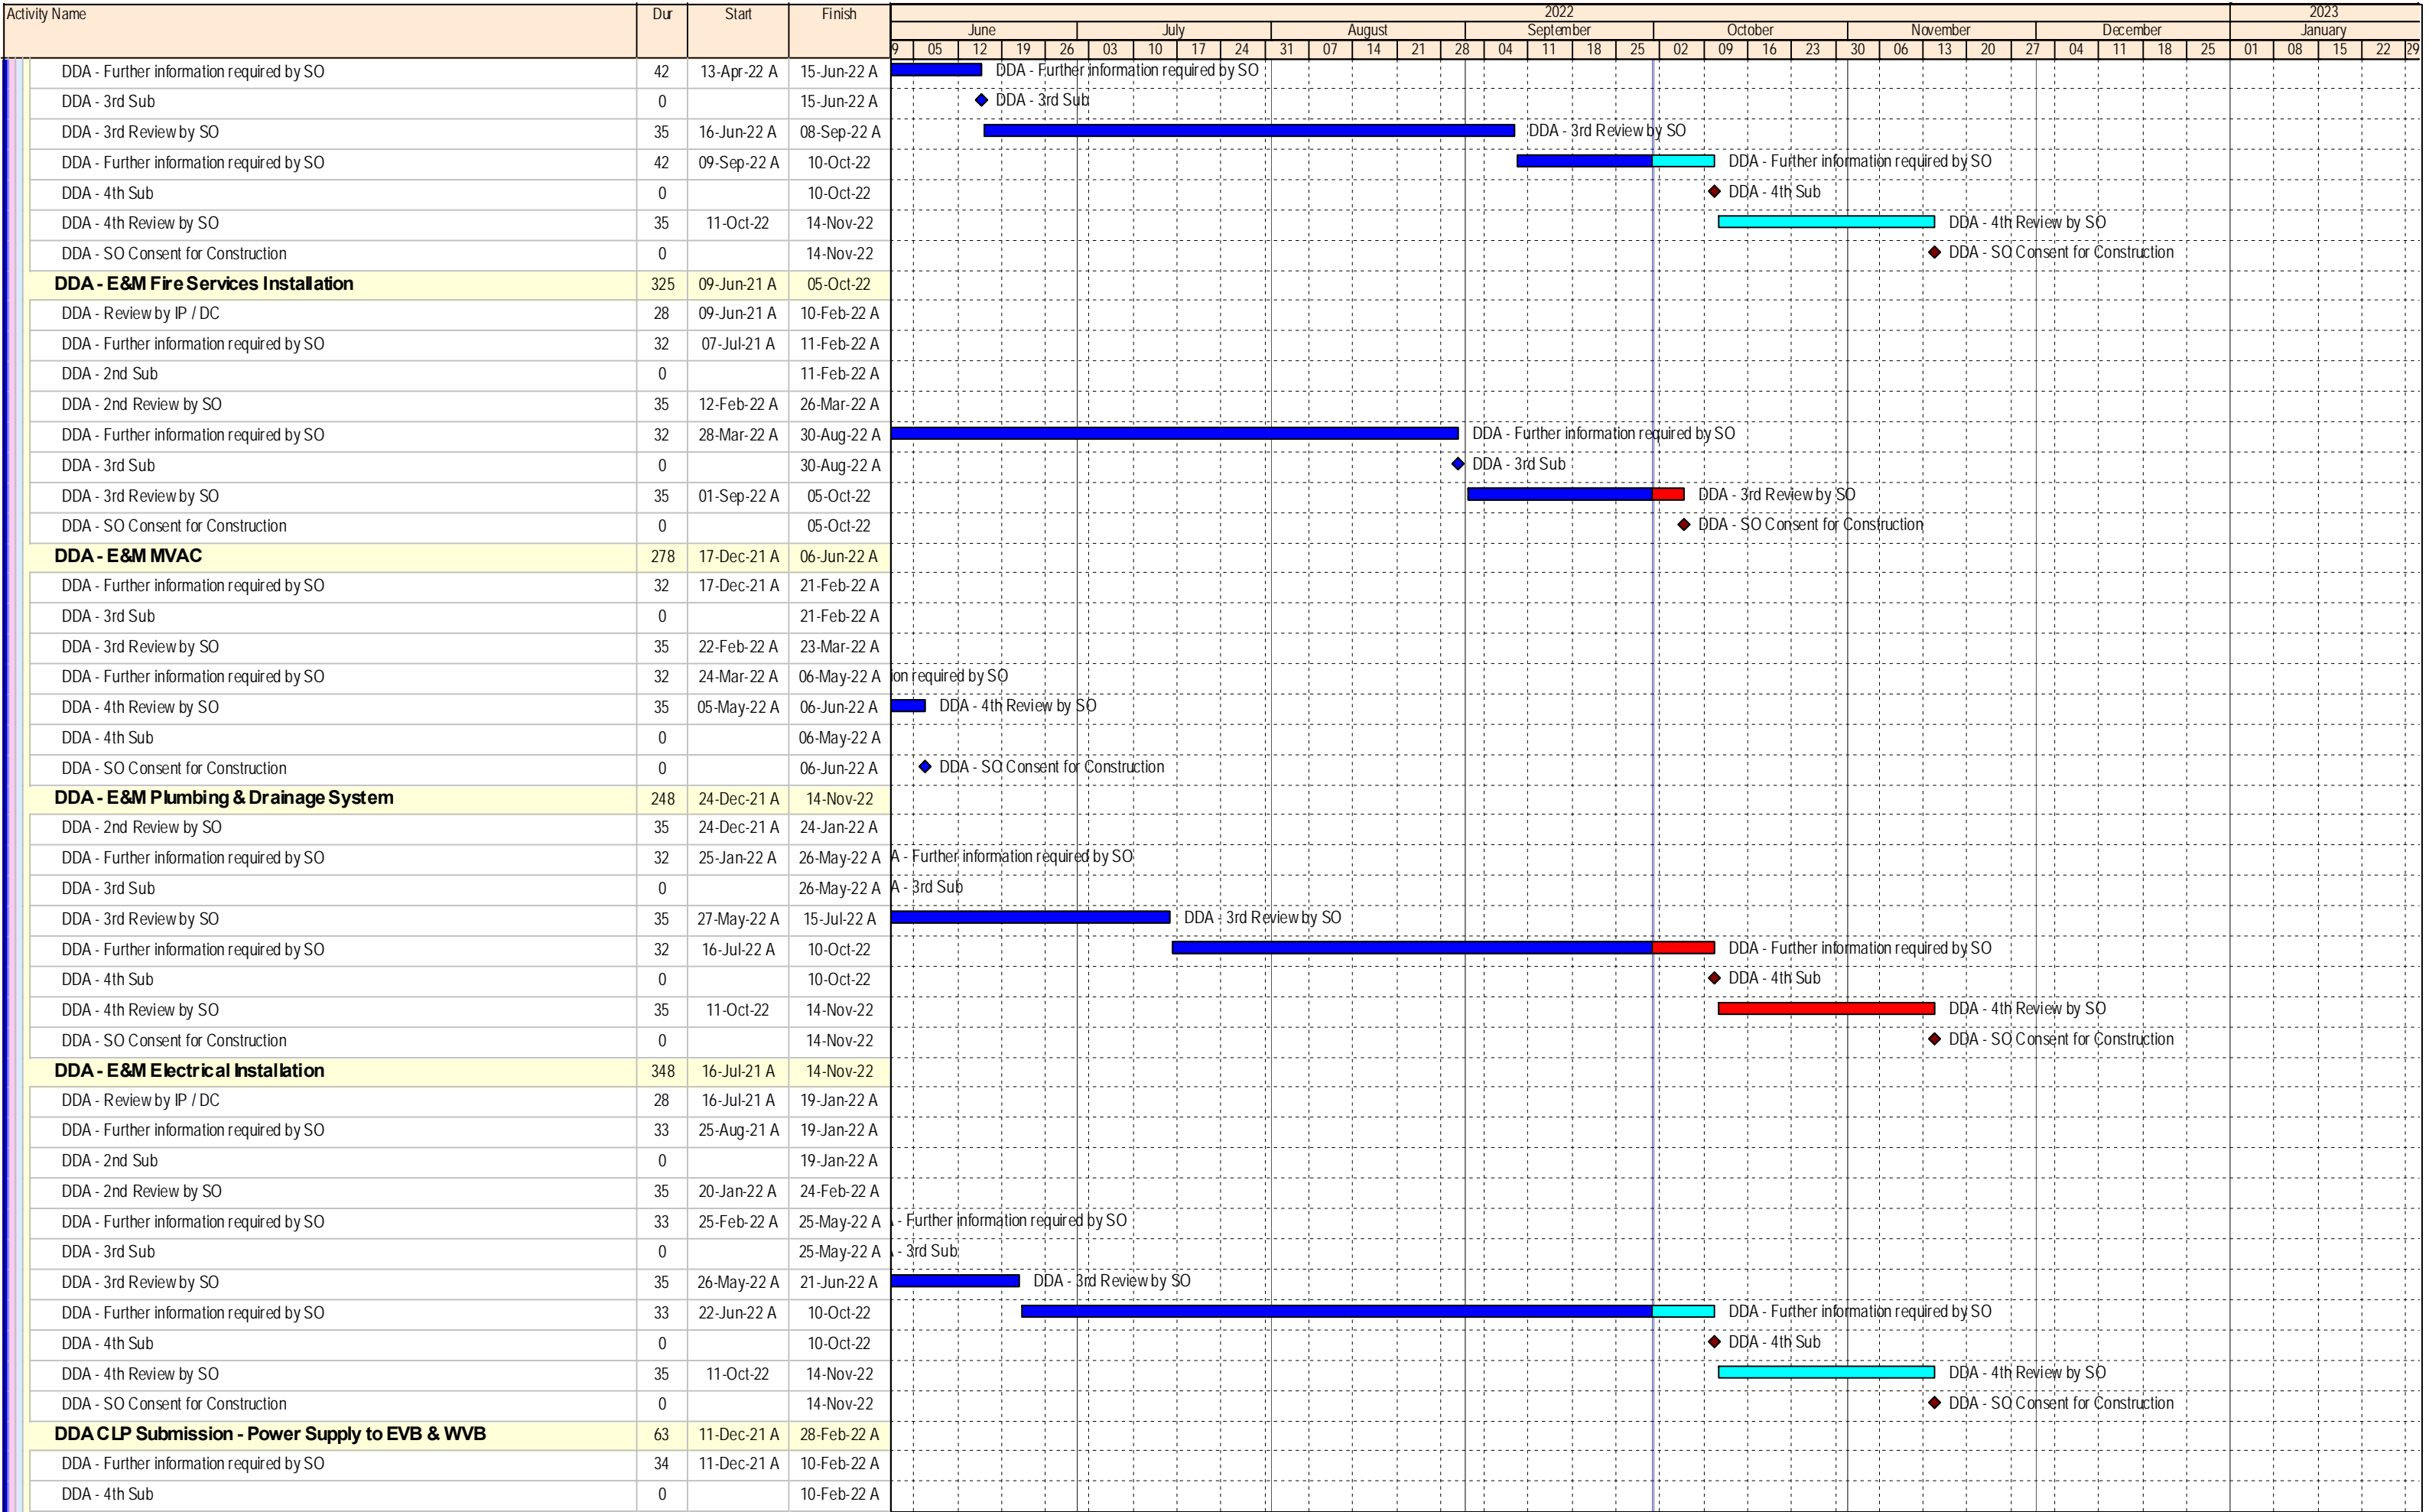 Activity Name Dur Start Finish 2022 2023
June July August September October November December January
9 05 12 19 26 03 10 17 24 31 07 14 21 28 04 11 18 25 02 09 16 23 30 06 13 20 27 04 11 18 25 01 08 15 22 29
DDA - Further information required by SO 42 13-Apr-22 A 15-Jun-22 A DDA - Further information required by SO
DDA - 3rd Sub 0 15-Jun-22 A DDA - 3rd Sub
DDA - 3rd Review by SO 35 16-Jun-22 A 08-Sep-22 A DDA - 3rd Review by SO
DDA - Further information required by SO 42 09-Sep-22 A 10-Oct-22 DDA - Further information required by SO
DDA - 4th Sub 0 10-Oct-22 DDA - 4th Sub
DDA - 4th Review by SO 35 11-Oct-22 14-Nov-22 DDA - 4th Review by SO
DDA - SO Consent for Construction 0 14-Nov-22 DDA - SO Consent for Construction
DDA - E&M Fire Services Installation 325 09-Jun-21 A 05-Oct-22
DDA - Review by IP / DC 28 09-Jun-21 A 10-Feb-22 A
DDA - Further information required by SO 32 07-Jul-21 A 11-Feb-22 A
DDA - 2nd Sub 0 11-Feb-22 A
DDA - 2nd Review by SO 35 12-Feb-22 A 26-Mar-22 A
DDA - Further information required by SO 32 28-Mar-22 A 30-Aug-22 A DDA - Further information required by SO
DDA - 3rd Sub 0 30-Aug-22 A DDA - 3rd Sub
DDA - 3rd Review by SO 35 01-Sep-22 A 05-Oct-22 DDA - 3rd Review by SO
DDA - SO Consent for Construction 0 05-Oct-22 DDA - SO Consent for Construction
DDA - E&M MVAC 278 17-Dec-21 A 06-Jun-22 A
DDA - Further information required by SO 32 17-Dec-21 A 21-Feb-22 A
DDA - 3rd Sub 0 21-Feb-22 A
DDA - 3rd Review by SO 35 22-Feb-22 A 23-Mar-22 A
DDA - Further information required by SO 32 24-Mar-22 A 06-May-22 A ion required by SO
DDA - 4th Review by SO 35 05-May-22 A 06-Jun-22 A DDA - 4th Review by SO
DDA - 4th Sub 0 06-May-22 A
DDA - SO Consent for Construction 0 06-Jun-22 A DDA - SO Consent for Construction
DDA - E&M Plumbing & Drainage System 248 24-Dec-21 A 14-Nov-22
DDA - 2nd Review by SO 35 24-Dec-21 A 24-Jan-22 A
DDA - Further information required by SO 32 25-Jan-22 A 26-May-22 A A - Further information required by SO
DDA - 3rd Sub 0 26-May-22 A A - 3rd Sub
DDA - 3rd Review by SO 35 27-May-22 A 15-Jul-22 A DDA - 3rd Review by SO
DDA - Further information required by SO 32 16-Jul-22 A 10-Oct-22 DDA - Further information required by SO
DDA - 4th Sub 0 10-Oct-22 DDA - 4th Sub
DDA - 4th Review by SO 35 11-Oct-22 14-Nov-22 DDA - 4th Review by SO
DDA - SO Consent for Construction 0 14-Nov-22 DDA - SO Consent for Construction
DDA - E&M Electrical Installation 348 16-Jul-21 A 14-Nov-22
DDA - Review by IP / DC 28 16-Jul-21 A 19-Jan-22 A
DDA - Further information required by SO 33 25-Aug-21 A 19-Jan-22 A
DDA - 2nd Sub 0 19-Jan-22 A
DDA - 2nd Review by SO 35 20-Jan-22 A 24-Feb-22 A
DDA - Further information required by SO 33 25-Feb-22 A 25-May-22 A - Further information required by SO
DDA - 3rd Sub 0 25-May-22 A - 3rd Sub
DDA - 3rd Review by SO 35 26-May-22 A 21-Jun-22 A DDA - 3rd Review by SO
DDA - Further information required by SO 33 22-Jun-22 A 10-Oct-22 DDA - Further information required by SO
DDA - 4th Sub 0 10-Oct-22 DDA - 4th Sub
DDA - 4th Review by SO 35 11-Oct-22 14-Nov-22 DDA - 4th Review by SO
DDA - SO Consent for Construction 0 14-Nov-22 DDA - SO Consent for Construction
DDA CLP Submission - Power Supply to EVB & WVB 63 11-Dec-21 A 28-Feb-22 A
DDA - Further information required by SO 34 11-Dec-21 A 10-Feb-22 A
DDA - 4th Sub 0 10-Feb-22 A